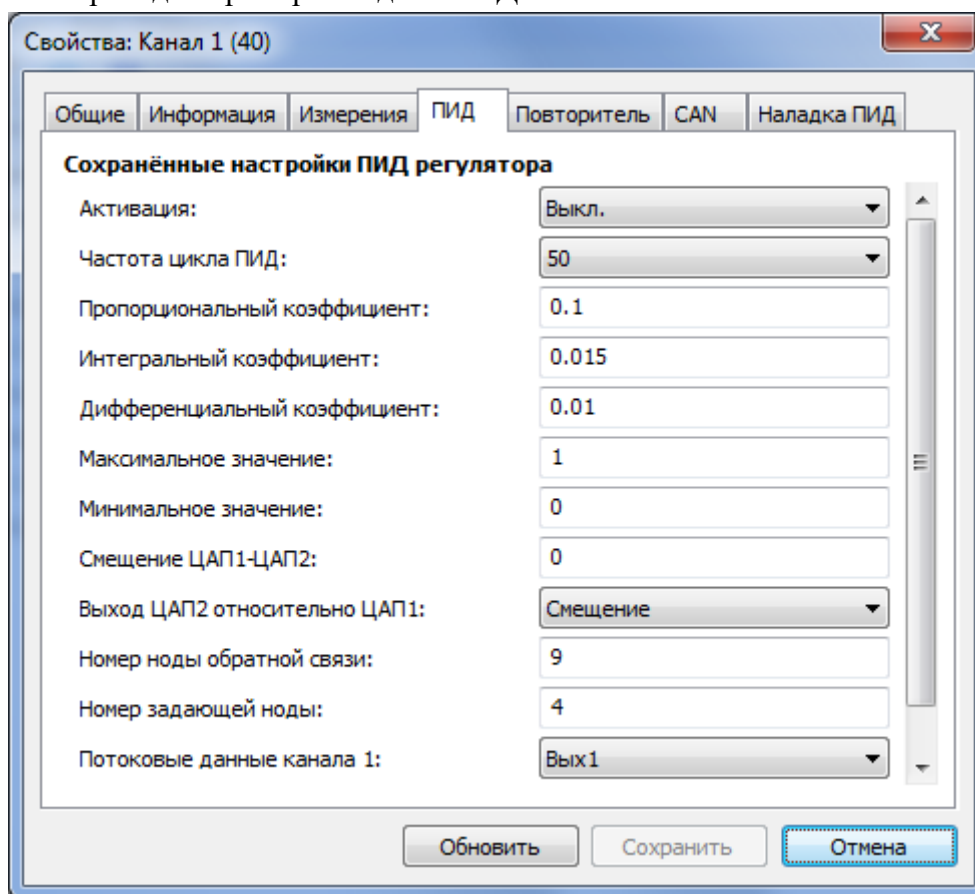 Свойства: Канал 1 (40)
Общие Информация Измерения ПИД Повторитель CAN Наладка ПИД
Сохранённые настройки ПИД регулятора
Активация: Выкл.
Частота цикла ПИД: 50
Пропорциональный коэффициент: 0.1
Интегральный коэффициент: 0.015
Дифференциальный коэффициент: 0.01
Максимальное значение: 1
Минимальное значение: 0
Смещение ЦАП1-ЦАП2: 0
Выход ЦАП2 относительно ЦАП1: Смещение
Номер ноды обратной связи: 9
Номер задающей ноды: 4
Потоковые данные канала 1: Вых1
Обновить Сохранить Отмена